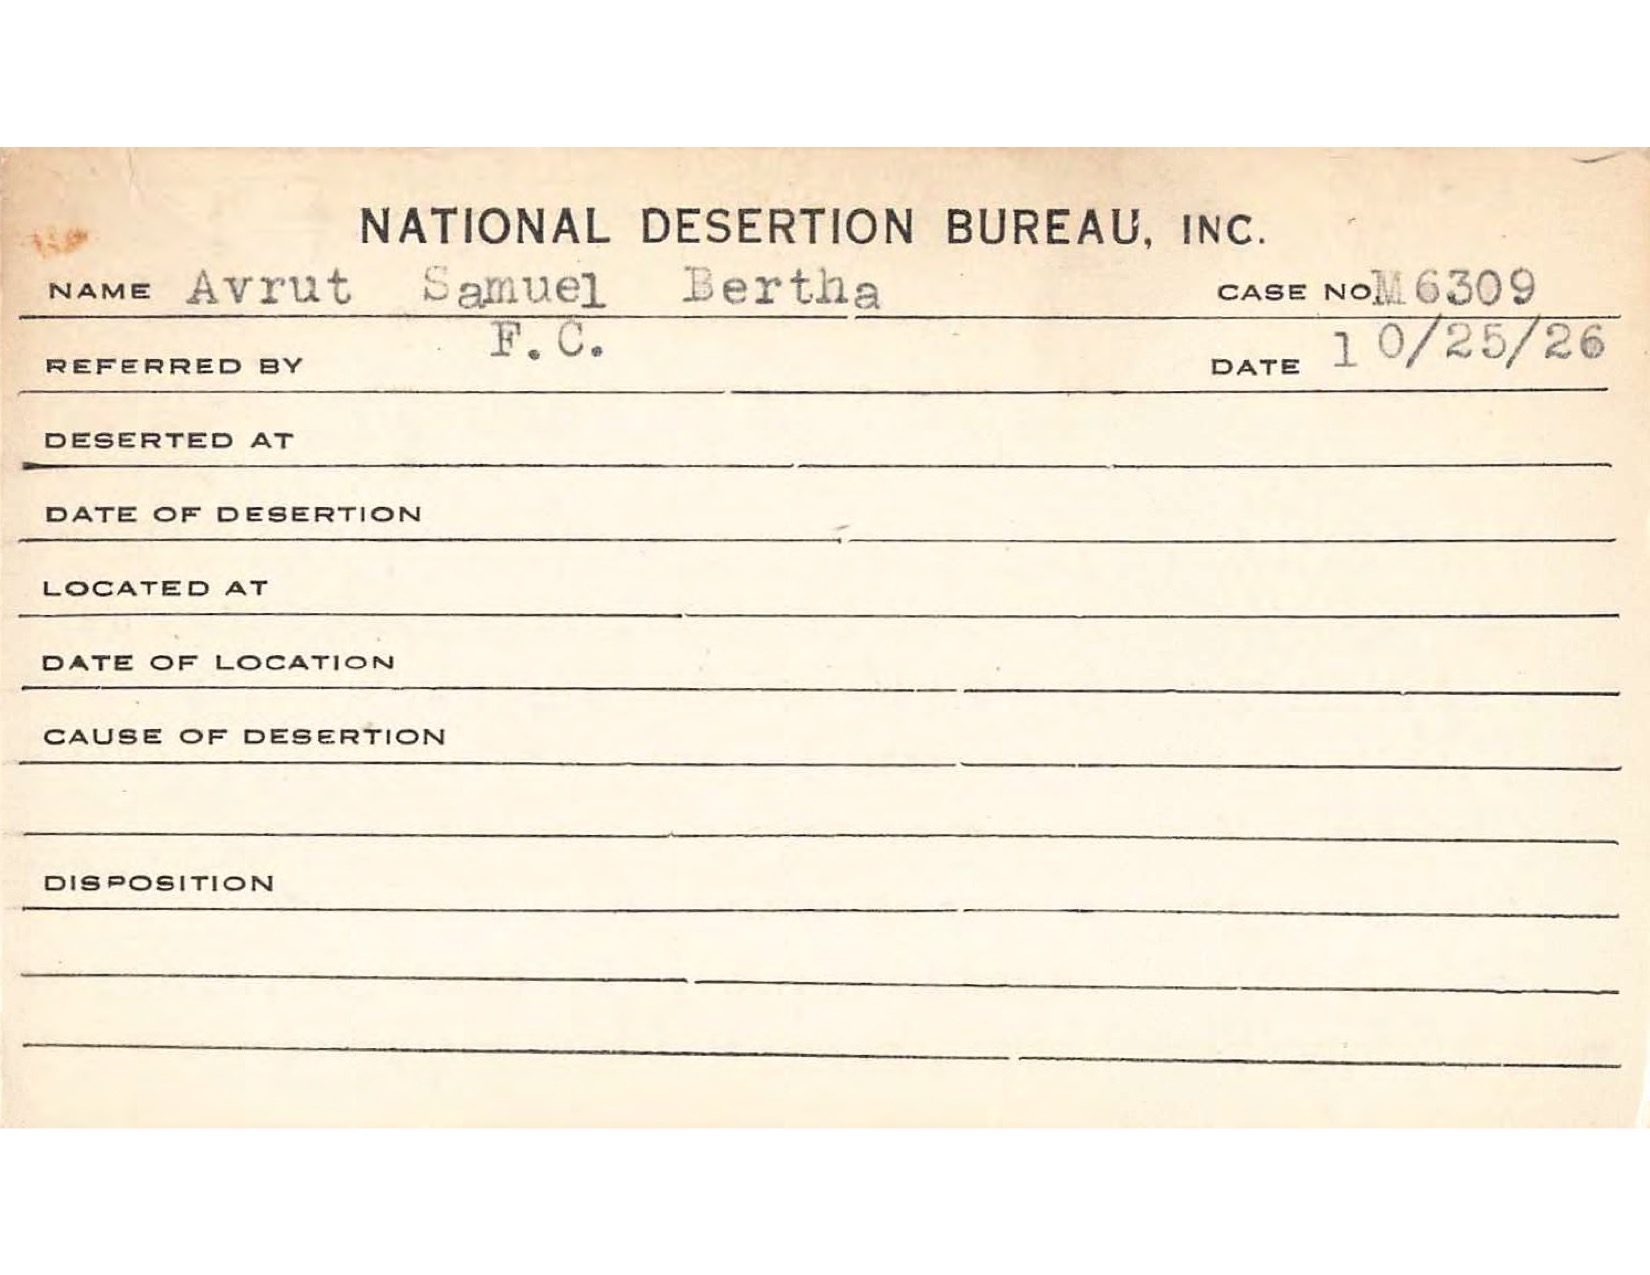 NATIONAL DESERTION BUREAU, INC.
NAME Avrut Samuel Bertha CASE NO. M6309
REFERRED BY F.C. DATE 10/25/26
DESERTED AT
DATE OF DESERTION
LOCATED AT
DATE OF LOCATION
CAUSE OF DESERTION
DISPOSITION